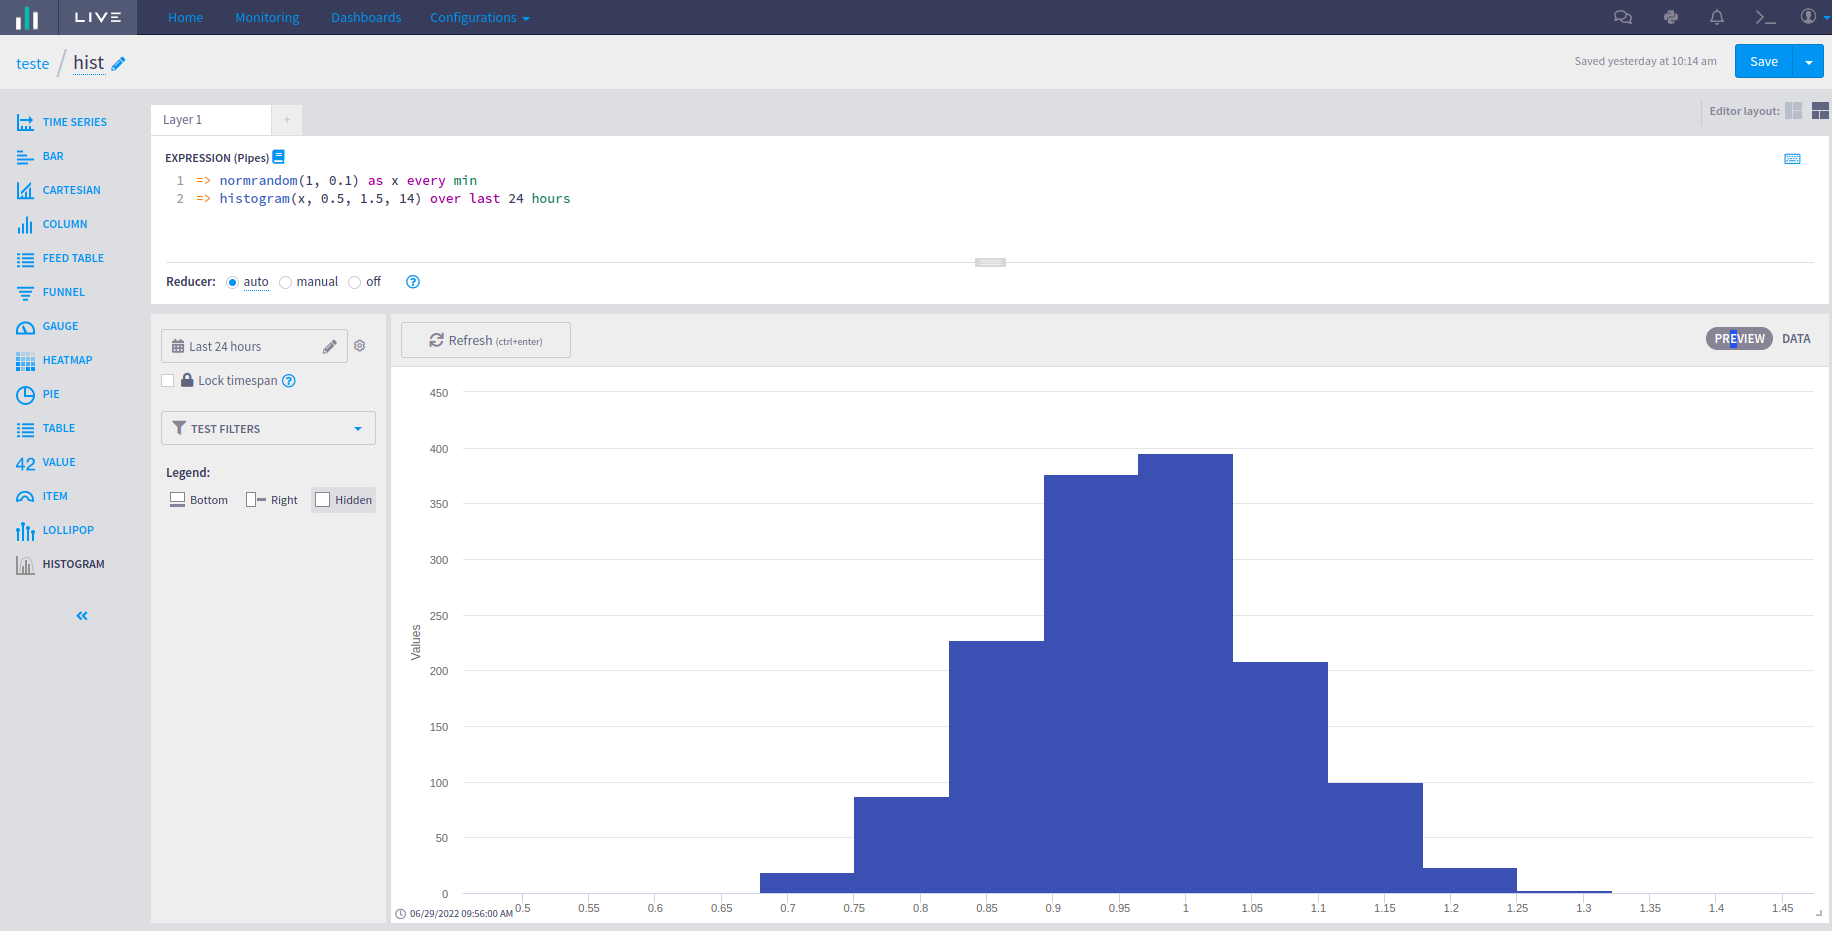 LIVE Home Monitoring Dashboards Configurations
teste / hist Saved yesterday at 10:14 am Save
TIME SERIES
BAR
CARTESIAN
COLUMN
FEED TABLE
FUNNEL
GAUGE
HEATMAP
PIE
TABLE
42 VALUE
ITEM
LOLLIPOP
HISTOGRAM
«
Layer 1 + Editor layout:
EXPRESSION (Pipes)
1 => normrandom(1, 0.1) as x every min
2 => histogram(x, 0.5, 1.5, 14) over last 24 hours
Reducer: auto manual off ?
Last 24 hours
Lock timespan ?
TEST FILTERS
Legend:
Bottom Right Hidden
Refresh (ctrl+enter) PREVIEW DATA
450
400
350
300
250
200
150
100
50
0
Values
0.5 0.55 0.6 0.65 0.7 0.75 0.8 0.85 0.9 0.95 1 1.05 1.1 1.15 1.2 1.25 1.3 1.35 1.4 1.45
06/29/2022 09:56:00 AM